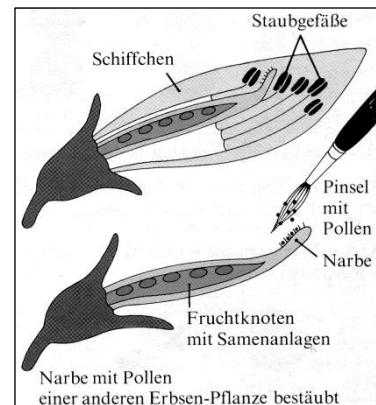 Staubgefäße
Schiffchen
Pinsel
mit
Pollen
Narbe
Fruchtknoten
mit Samenanlagen
Narbe mit Pollen
einer anderen Erbsen-Pflanze bestäubt